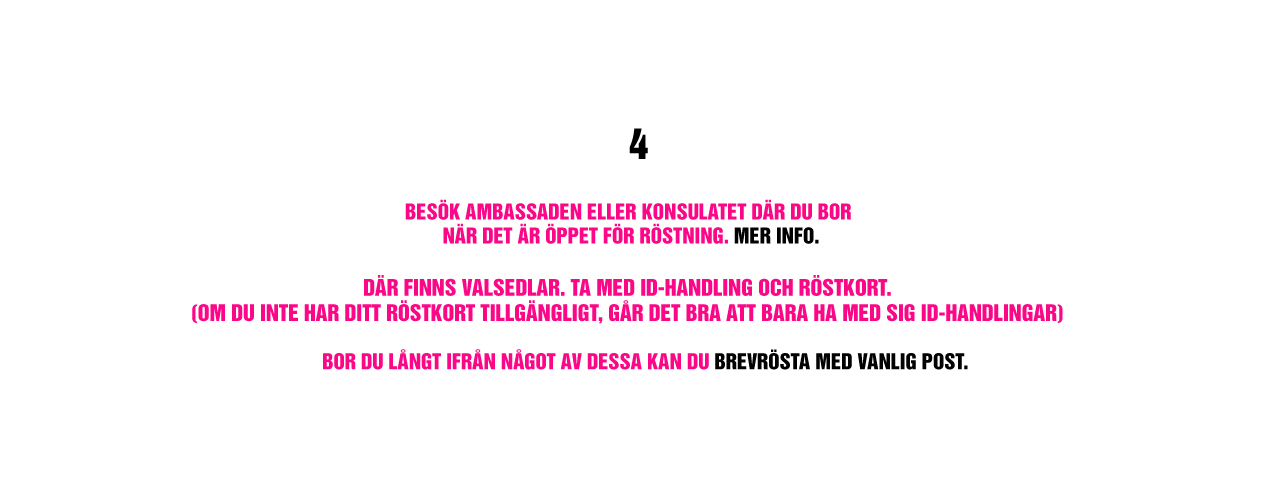 4
BESÖK AMBASSADEN ELLER KONSULATET DÄR DU BOR
NÄR DET ÄR ÖPPET FÖR RÖSTNING. MER INFO.
DÄR FINNS VALSEDLAR. TA MED ID-HANDLING OCH RÖSTKORT.
(OM DU INTE HAR DITT RÖSTKORT TILLGÄNGLIGT, GÅR DET BRA ATT BARA HA MED SIG ID-HANDLINGAR)
BOR DU LÅNGT IFRÅN NÅGOT AV DESSA KAN DU BREVRÖSTA MED VANLIG POST.